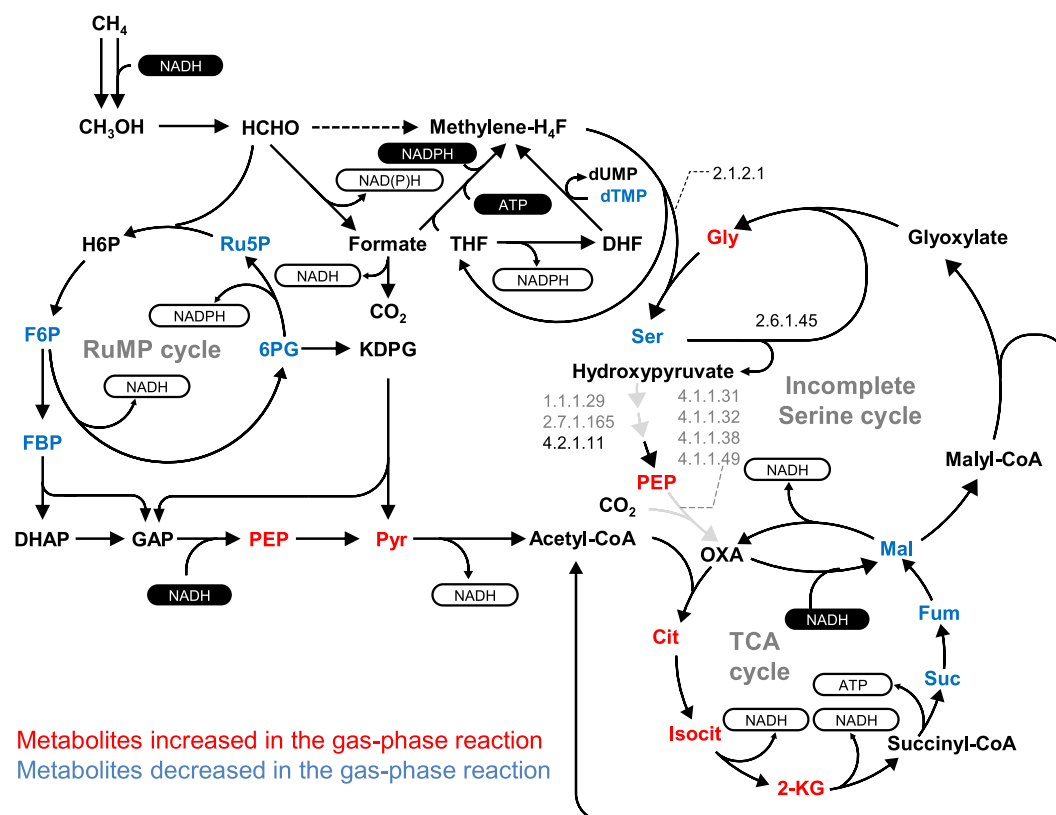 CH4
NADH
CH3OH
HCHO
Methylene-H4F
NADPH
NAD(P)H
ATP
dUMP
dTMP
2.1.2.1
H6P
Ru5P
Formate
THF
DHF
Gly
Glyoxylate
NADH
NADPH
NADPH
CO2
F6P
RuMP cycle
6PG
KDPG
Ser
2.6.1.45
NADH
Hydroxypyruvate
Incomplete
Serine cycle
1.1.1.29
2.7.1.165
4.2.1.11
4.1.1.31
4.1.1.32
4.1.1.38
4.1.1.49
FBP
PEP
NADH
Malyl-CoA
CO2
DHAP
GAP
PEP
Pyr
Acetyl-CoA
OXA
Mal
NADH
NADH
NADH
Fum
Cit
TCA
cycle
Suc
ATP
Isocit
NADH
NADH
Succinyl-CoA
2-KG
Metabolites increased in the gas-phase reaction
Metabolites decreased in the gas-phase reaction